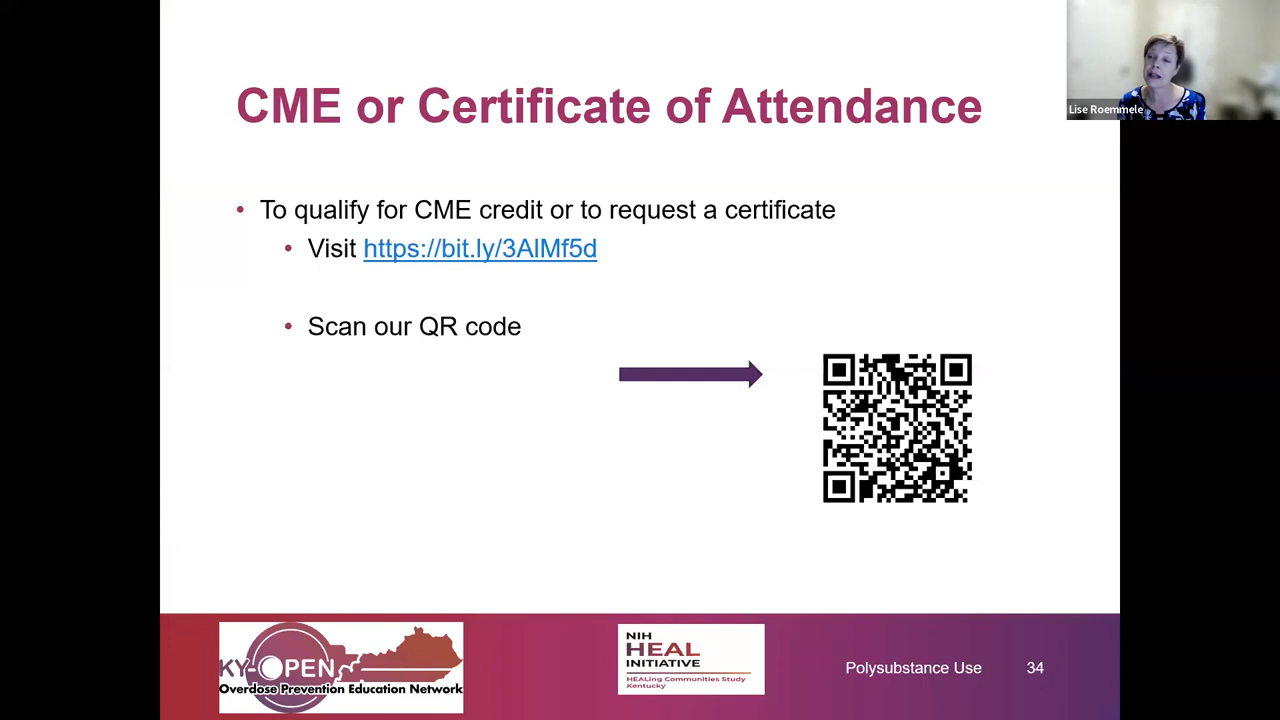 CME or Certificate of Attendance
Lise Roemmele
• To qualify for CME credit or to request a certificate
• Visit https://bit.ly/3AlMf5d
• Scan our QR code
KY-OPEN
Overdose Prevention Education Network
NIH
HEAL
INITIATIVE
HEALing Communities Study
Kentucky
Polysubstance Use 34